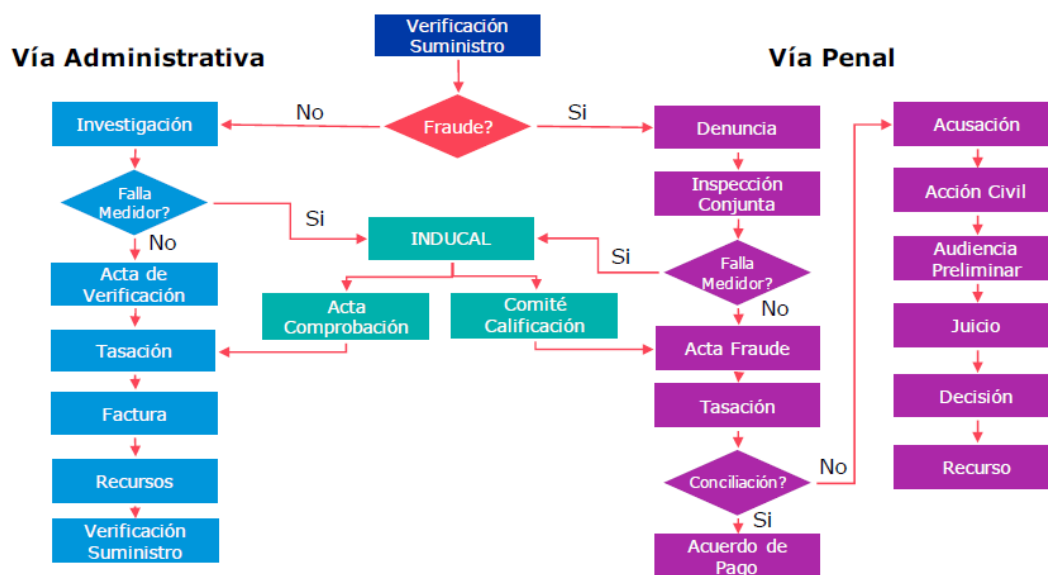 Verificación
Suministro
Vía Administrativa
Vía Penal
No
Si
Fraude?
Investigación
Denuncia
Acusación
Falla
Medidor?
Si
No
INDUCAL
Inspección
Conjunta
Acción Civil
Si
Falla
Medidor?
No
Audiencia
Preliminar
Acta de
Verificación
Acta
Comprobación
Comité
Calificación
Juicio
Tasación
Acta Fraude
Factura
Tasación
Decisión
Recursos
Conciliación?
No
Si
Recurso
Verificación
Suministro
Acuerdo de
Pago